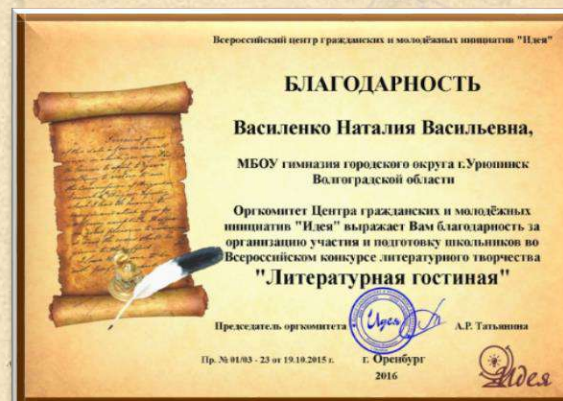 Всероссийский центр гражданских и молодёжных инициатив "Идея"
БЛАГОДАРНОСТЬ
Василенко Наталия Васильевна,
МБОУ гимназия городского округа г.Урюпинск
Волгоградской области
Оргкомитет Центра гражданских и молодёжных
инициатив "Идея" выражает Вам благодарность за
организацию участия и подготовку школьников во
Всероссийском конкурсе литературного творчества
"Литературная гостиная"
Председатель оргкомитета
Идея
А.Р. Татьянина
Пр. № 01/03 - 23 от 19.10.2015 г.
г. Оренбург
2016
Идея